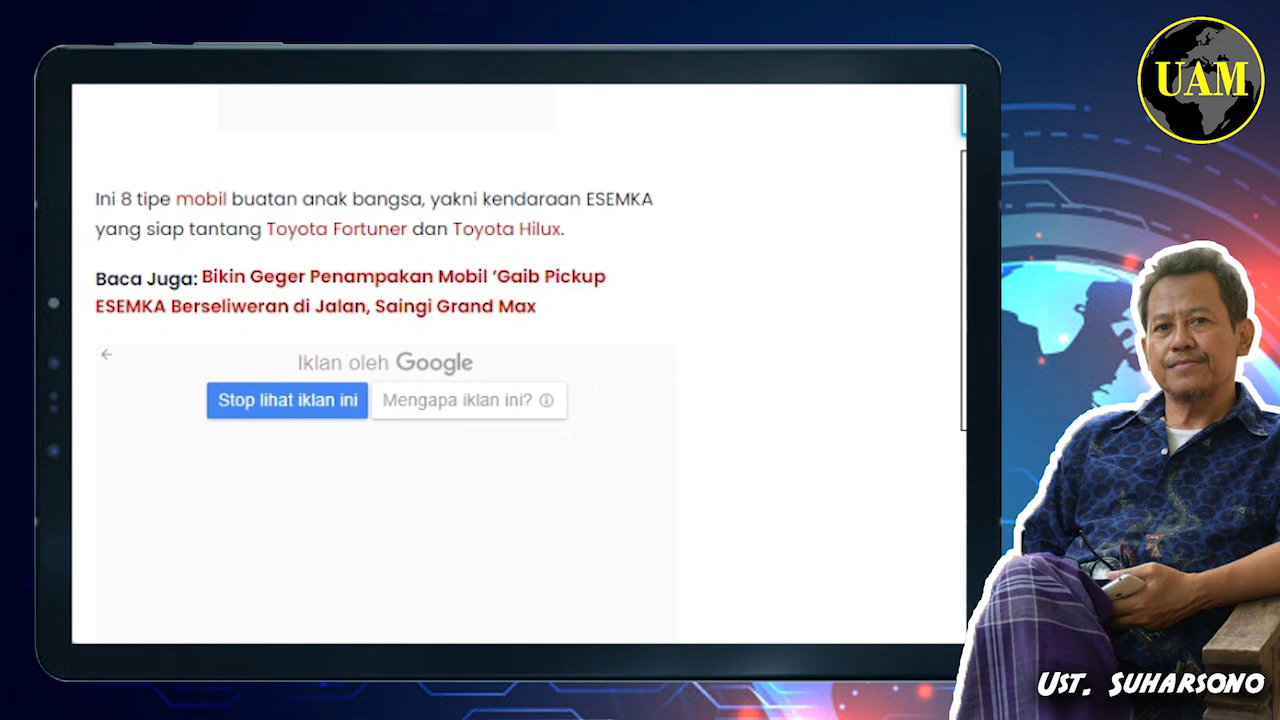 UAM
Ini 8 tipe mobil buatan anak bangsa, yakni kendaraan ESEMKA
yang siap tantang Toyota Fortuner dan Toyota Hilux.
Baca Juga: Bikin Geger Penampakan Mobil ‘Gaib Pickup
ESEMKA Berseliweran di Jalan, Saingi Grand Max
Iklan oleh Google
Stop lihat iklan ini
Mengapa iklan ini?
Ust. Suharsono